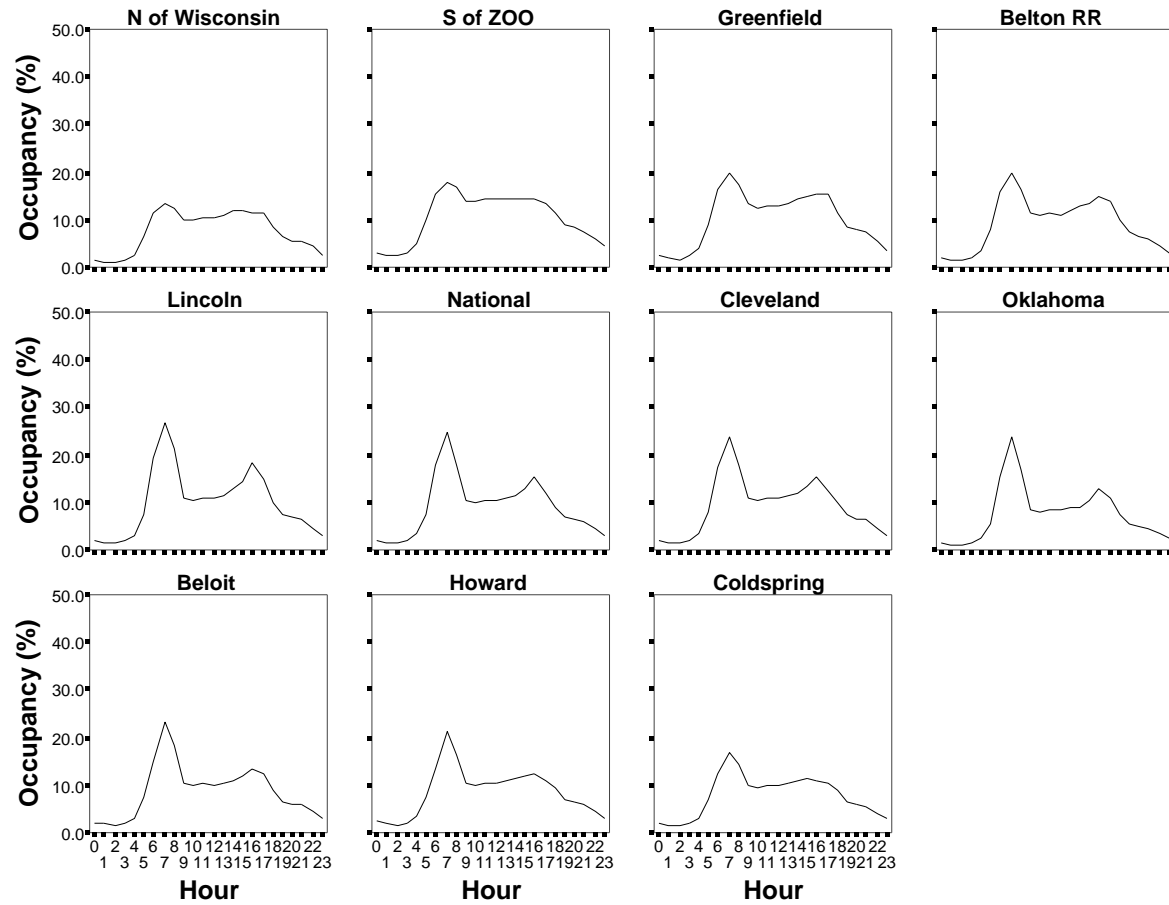 N of Wisconsin
S of ZOO
Greenfield
Belton RR
Occupancy (%)
50.0
40.0
30.0
20.0
10.0
0.0
Lincoln
National
Cleveland
Oklahoma
Occupancy (%)
50.0
40.0
30.0
20.0
10.0
0.0
Beloit
Howard
Coldspring
Occupancy (%)
50.0
40.0
30.0
20.0
10.0
0.0
0 2 4 6 8 10 12 14 16 18 20 22
1 3 5 7 9 11 13 15 17 19 21 23
Hour
0 2 4 6 8 10 12 14 16 18 20 22
1 3 5 7 9 11 13 15 17 19 21 23
Hour
0 2 4 6 8 10 12 14 16 18 20 22
1 3 5 7 9 11 13 15 17 19 21 23
Hour